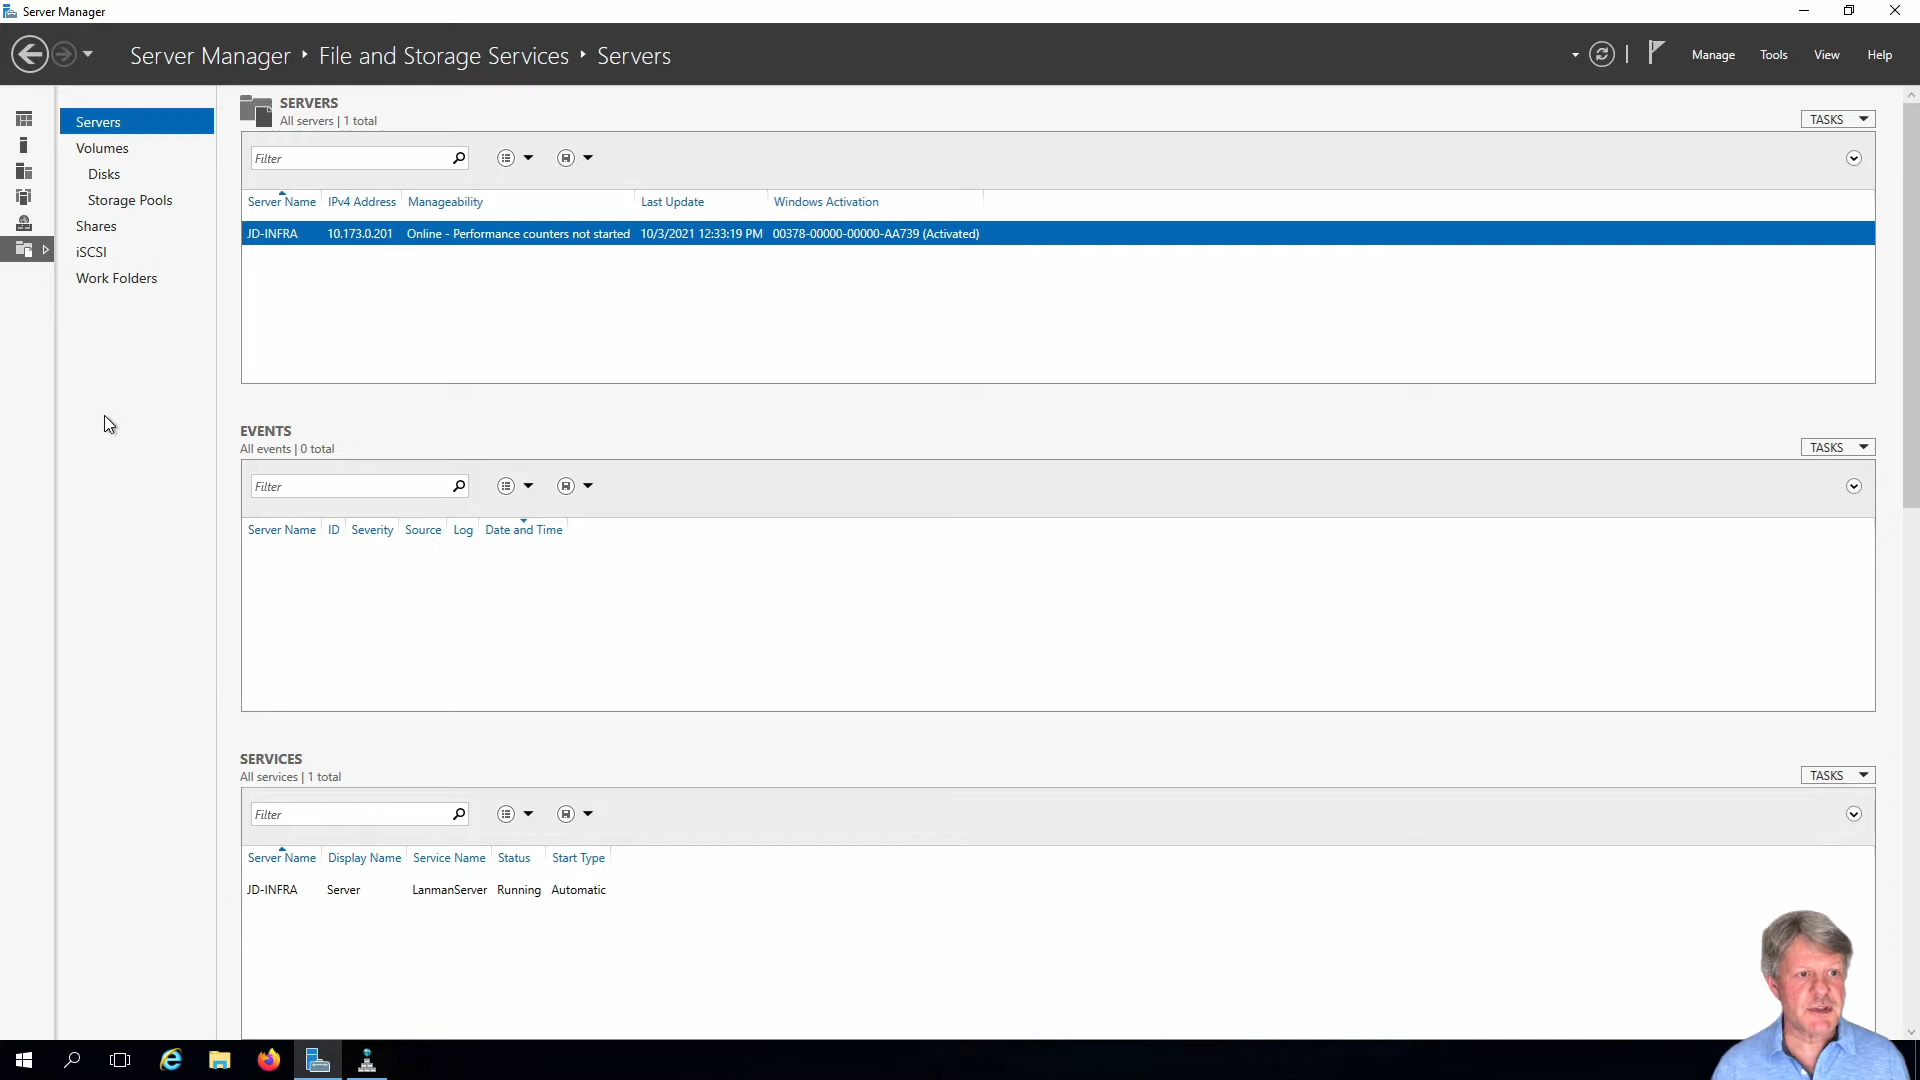 Server Manager
Server Manager File and Storage Services Servers
Manage Tools View Help
Servers
Volumes
Disks
Storage Pools
Shares
iSCSI
Work Folders
SERVERS
All servers | 1 total
TASKS
Filter
Server Name IPv4 Address Manageability Last Update Windows Activation
JD-INFRA 10.173.0.201 Online - Performance counters not started 10/3/2021 12:33:19 PM 00378-00000-00000-AA739 (Activated)
EVENTS
All events | 0 total
TASKS
Filter
Server Name ID Severity Source Log Date and Time
SERVICES
All services | 1 total
TASKS
Filter
Server Name Display Name Service Name Status Start Type
JD-INFRA Server LanmanServer Running Automatic